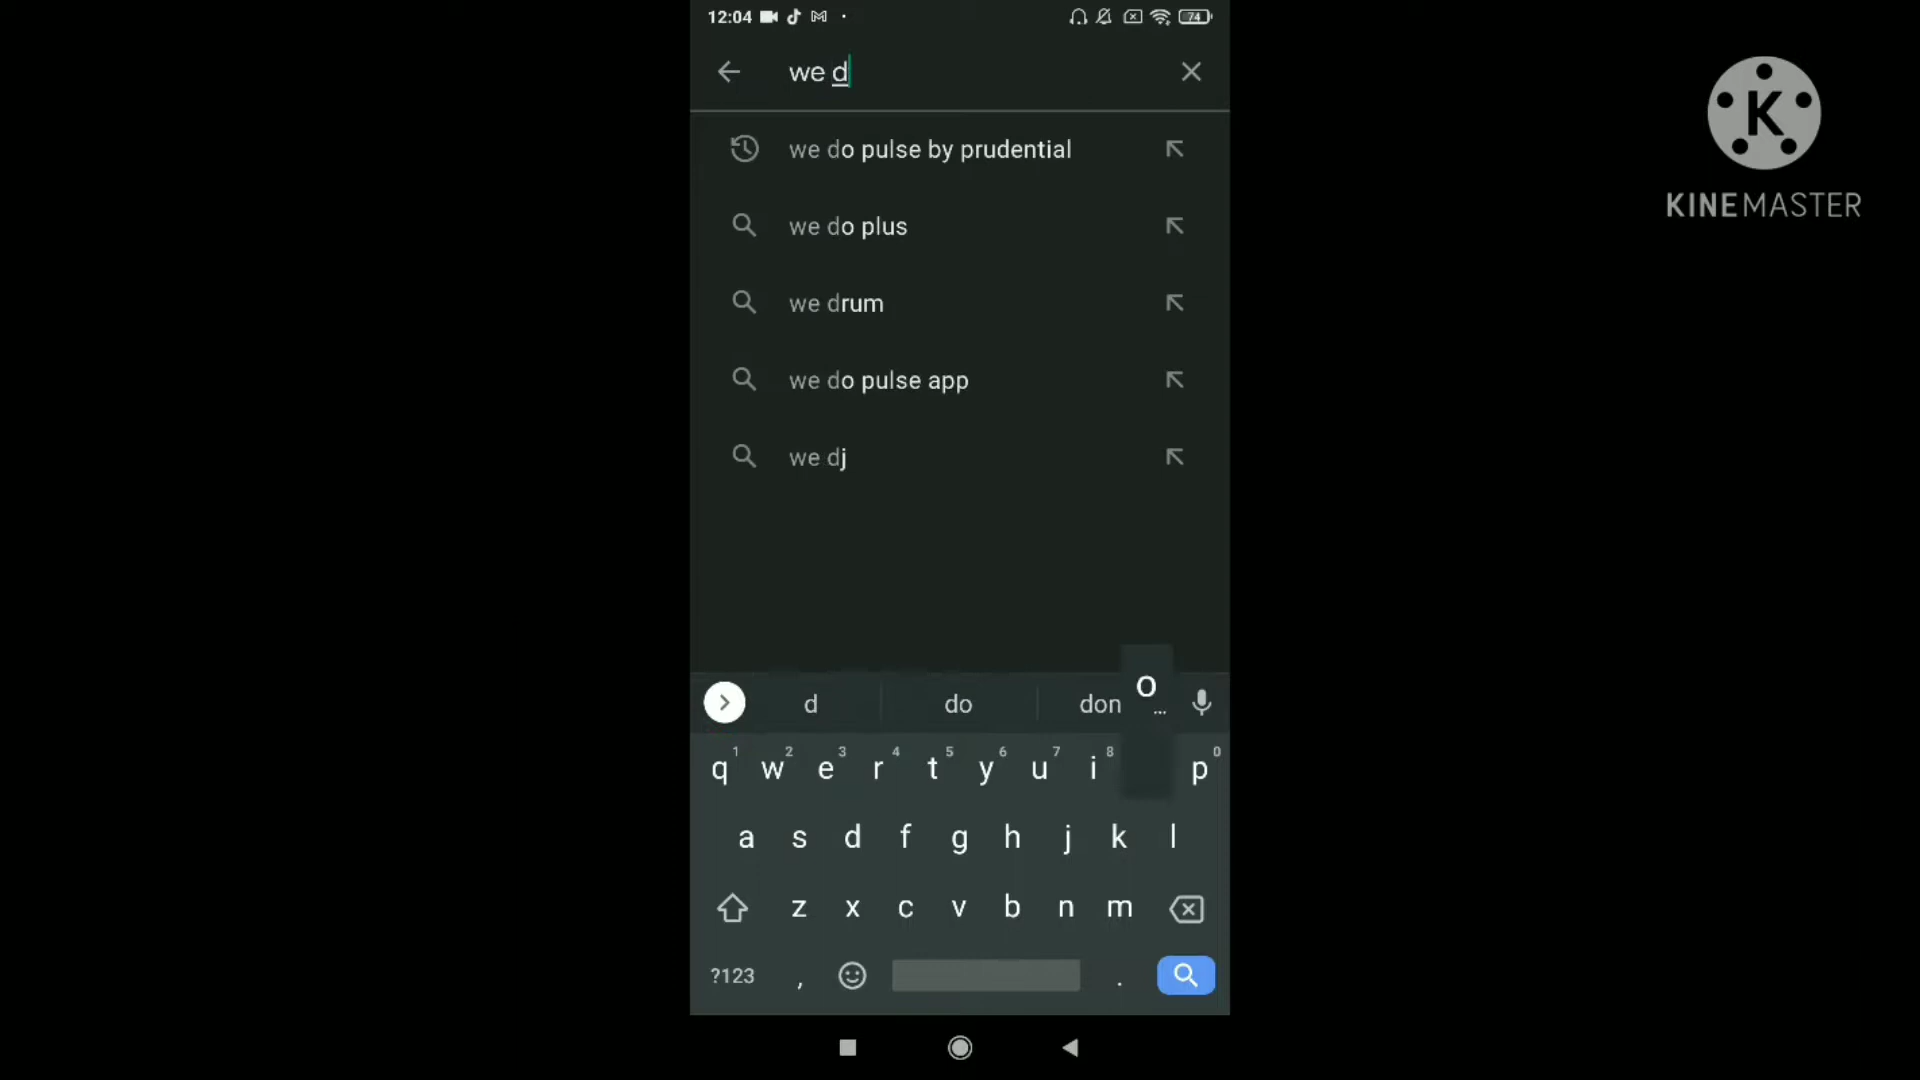 12:04
74
we d
we do pulse by prudential
we do plus
we drum
we do pulse app
we dj
d do don o ...
1 2 3 4 5 6 7 8 0
q w e r t y u i p
a s d f g h j k l
z x c v b n m
?123 , .
K
KINEMASTER